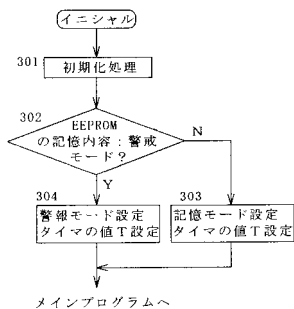 イニシャル
301
初期化処理
302
EEPROM
の記憶内容:警戒
モード?
N
Y
304
303
警報モード設定
タイマの値T設定
記憶モード設定
タイマの値T設定
メインプログラムへ